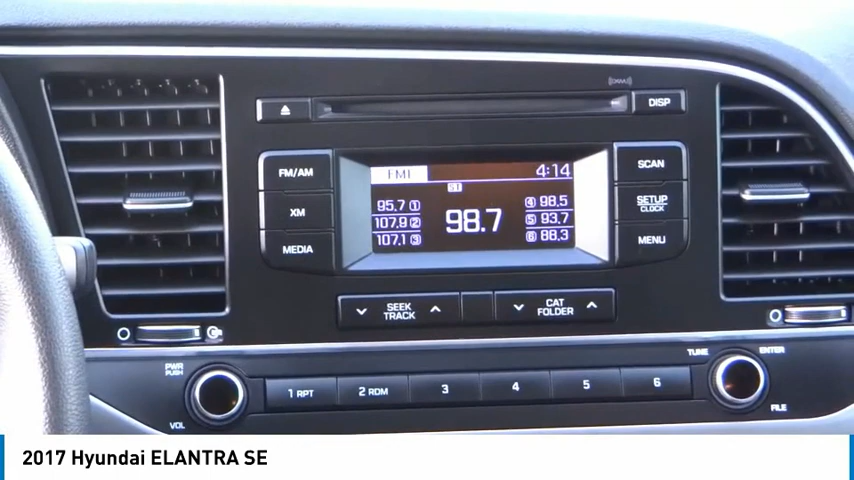 DISP
FM/AM
XM
MEDIA
FM1
4:14
ST
95.7 1
107.9 2
107.1 3
98.7
4 98.5
5 93.7
6 88.3
SCAN
SETUP
CLOCK
MENU
SEEK
TRACK
CAT
FOLDER
PWR
PUSH
VOL
1 RPT
2 RDM
3
4
5
6
TUNE
ENTER
FILE
2017 Hyundai ELANTRA SE